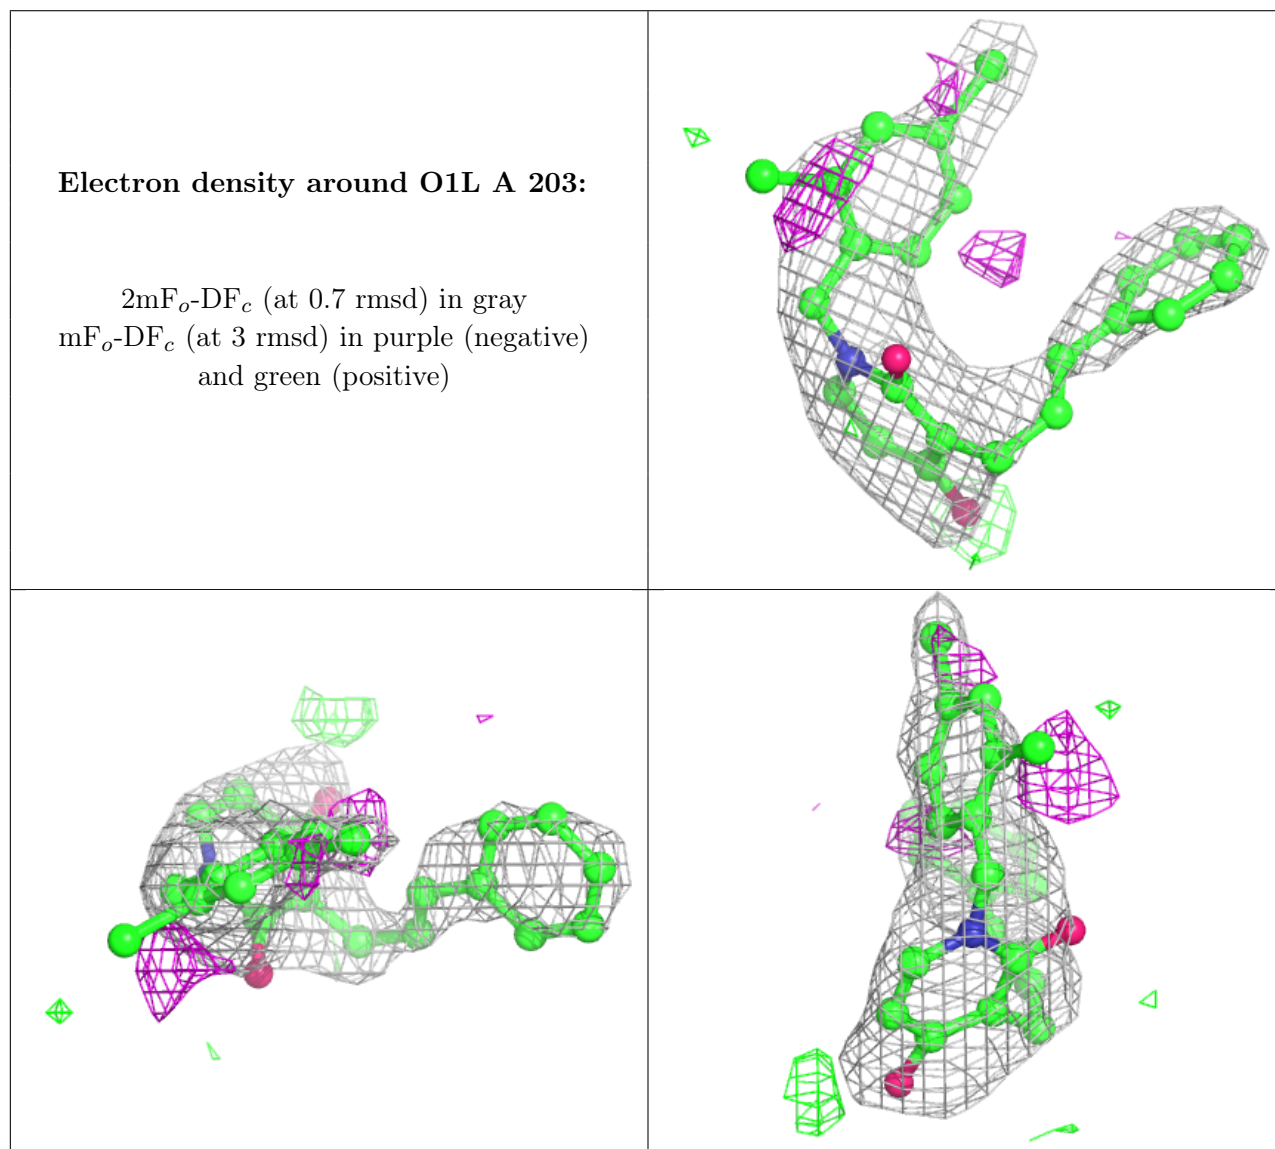 Electron density around O1L A 203:
2mFo-DFc (at 0.7 rmsd) in gray
mFo-DFc (at 3 rmsd) in purple (negative)
and green (positive)